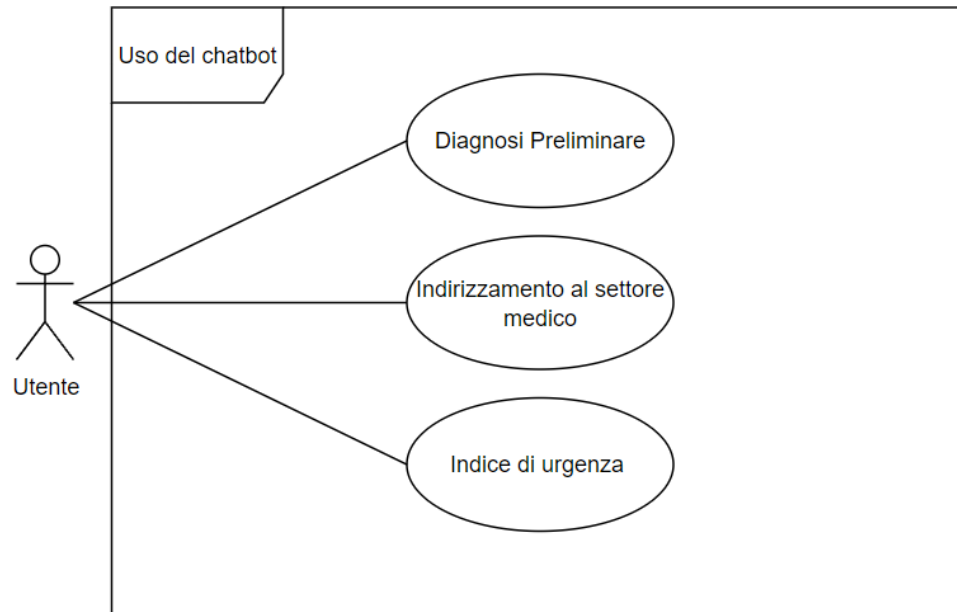 Uso del chatbot
Diagnosi Preliminare
Indirizzamento al settore
medico
Utente
Indice di urgenza